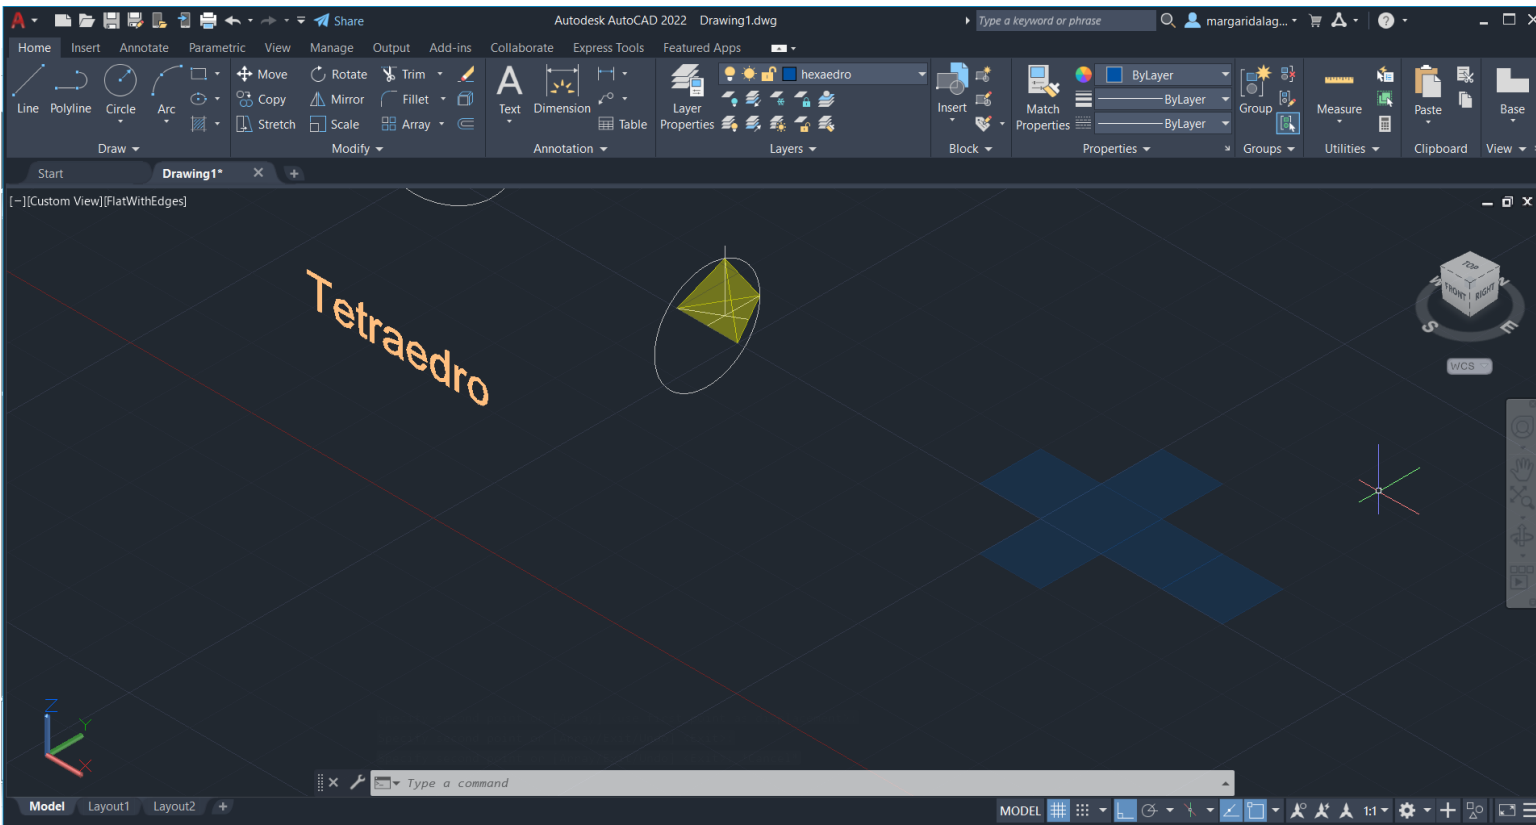 A Share Autodesk AutoCAD 2022 Drawing1.dwg Type a keyword or phrase margaridalag... ?
Home Insert Annotate Parametric View Manage Output Add-ins Collaborate Express Tools Featured Apps
Line Polyline Circle Arc
Move Rotate Trim
Copy Mirror Fillet
Stretch Scale Array
A Text Dimension Table
Layer Properties hexaedro
Insert
Match Properties ByLayer
ByLayer
ByLayer
Group Measure Paste Base
Draw Modify Annotation Layers Block Properties Groups Utilities Clipboard View
Start Drawing1*
[−][Custom View][FlatWithEdges]
Tetraedro
TOP
FRONT RIGHT
W N
S E
WCS
Z
Y
X
Type a command
Model Layout1 Layout2 + MODEL 1:1